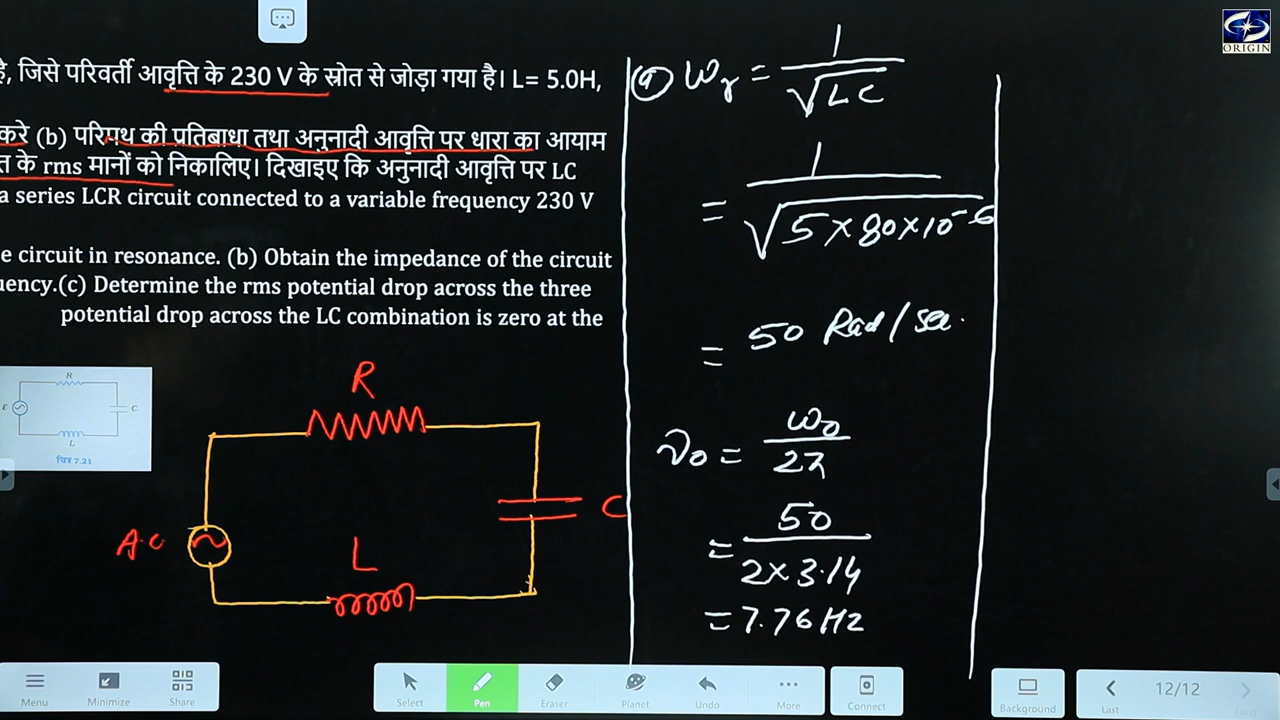 है, जिसे परिवर्ती आवृत्ति के 230 V के स्रोत से जोड़ा गया है। L= 5.0H,
करे (b) परिपथ की प्रतिबाधा तथा अनुनादी आवृत्ति पर धारा का आयाम
त के rms मानों को निकालिए। दिखाइए कि अनुनादी आवृत्ति पर LC
a series LCR circuit connected to a variable frequency 230 V
e circuit in resonance. (b) Obtain the impedance of the circuit
uency.(c) Determine the rms potential drop across the three
potential drop across the LC combination is zero at the
R
ε
C
L
चित्र 7.21
R
C
A.C
L
(a) ωr = 1/√LC
= 1/√5×80×10⁻⁶
= 50 Rad/sec.
ν0 = ω0/2π
= 50/2×3.14
= 7.76 Hz
ORIGIN
Menu
Minimize
Share
Select
Pen
Eraser
Planet
Undo
More
Connect
Background
Last
12/12
Next